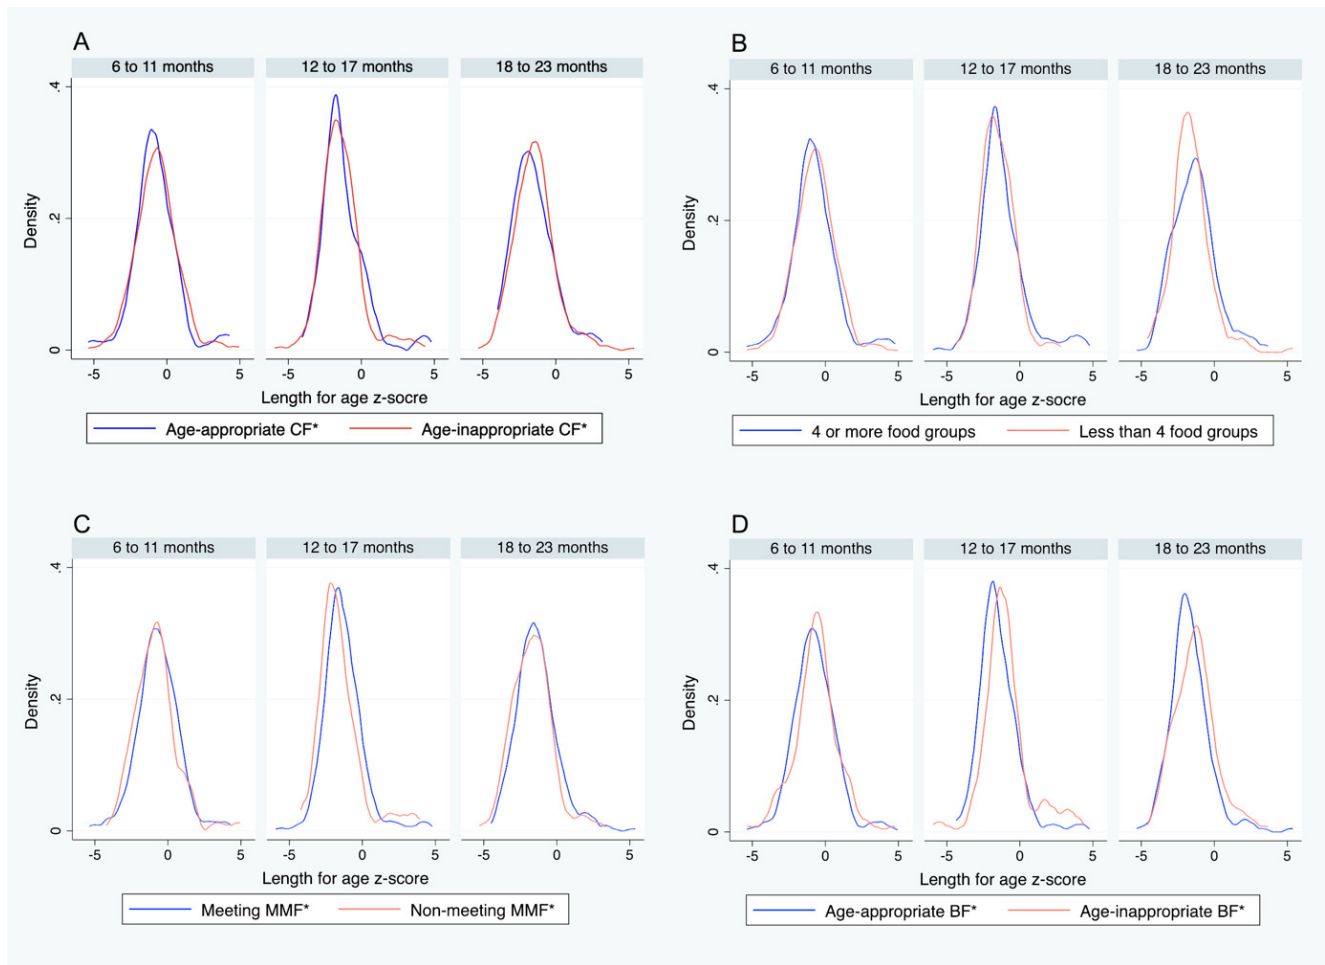 A
6 to 11 months 12 to 17 months 18 to 23 months
.4
.2
0
Density
-5 0 5 -5 0 5 -5 0 5
Length for age z-socre
Age-appropriate CF* Age-inappropriate CF*
B
6 to 11 months 12 to 17 months 18 to 23 months
.4
.2
0
Density
-5 0 5 -5 0 5 -5 0 5
Length for age z-socre
4 or more food groups Less than 4 food groups
C
6 to 11 months 12 to 17 months 18 to 23 months
.4
.2
0
Density
-5 0 5 -5 0 5 -5 0 5
Length for age z-score
Meeting MMF* Non-meeting MMF*
D
6 to 11 months 12 to 17 months 18 to 23 months
.4
.2
0
Density
-5 0 5 -5 0 5 -5 0 5
Length for age z-score
Age-appropriate BF* Age-inappropriate BF*